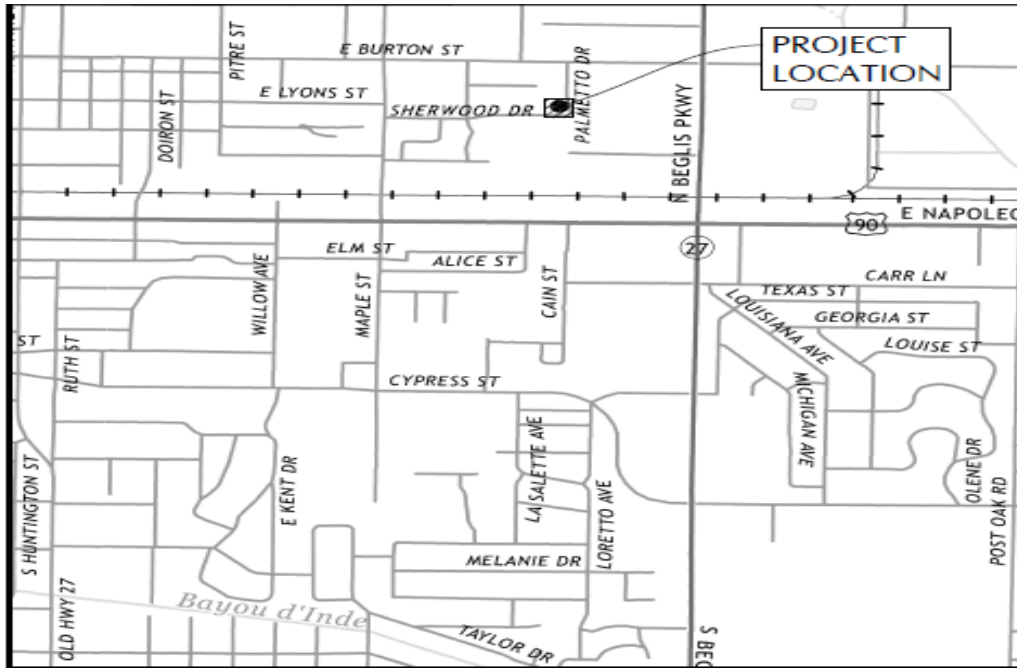 E BURTON ST
PITRE ST
PALMETTO DR
PROJECT
LOCATION
E LYONS ST
SHERWOOD DR
DOIRON ST
N BEGLIS PKWY
90
E NAPOLEO
27
ELM ST
ALICE ST
WILLOW AVE
MAPLE ST
CAIN ST
CARR LN
TEXAS ST
LOUISIANA AVE
GEORGIA ST
LOUISE ST
ST
RUTH ST
CYPRESS ST
MICHIGAN AVE
LA SALETTE AVE
S HUNTINGTON ST
E KENT DR
LORETTO AVE
OLENE DR
POST OAK RD
MELANIE DR
OLD HWY 27
Bayou d'Inde
TAYLOR DR
S BEG